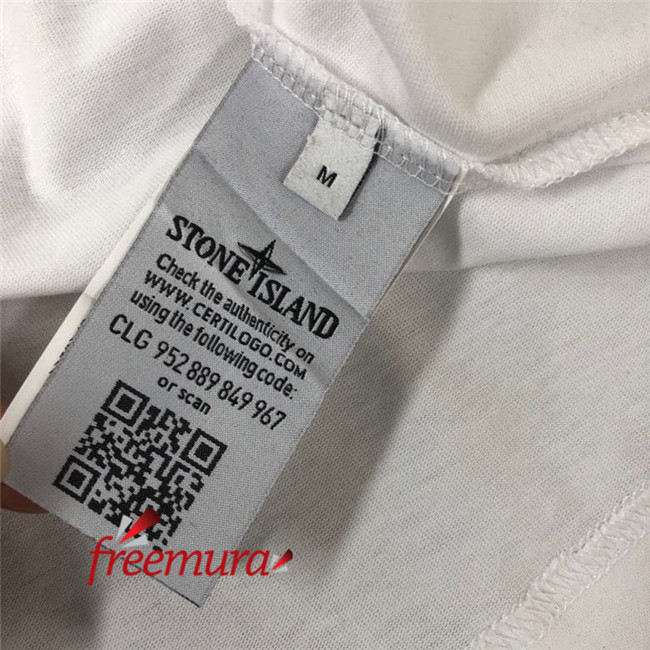 M
STONE ISLAND
Check the authenticity on
WWW.CERTILOGO.COM
using the following code:
CLG 952 889 849 967
or scan
freemura